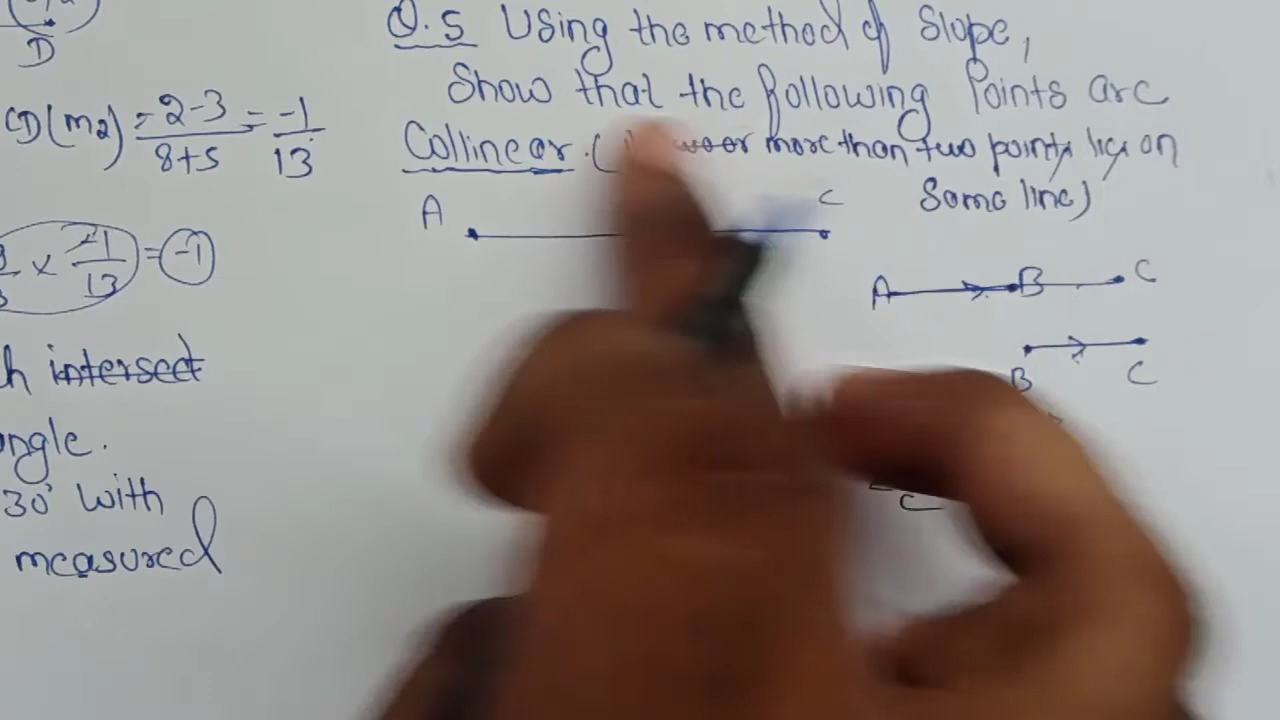 D
CD(m2) = 2-3 / 8+5 = -1 / 13
x -1 / 13 = -1
h intersect
ngle.
30° with
measured
Q.5 Using the method of Slope,
Show that the following Points are
Collinear. ( more than two points lies on
Same line)
A C
A B C
B C
C